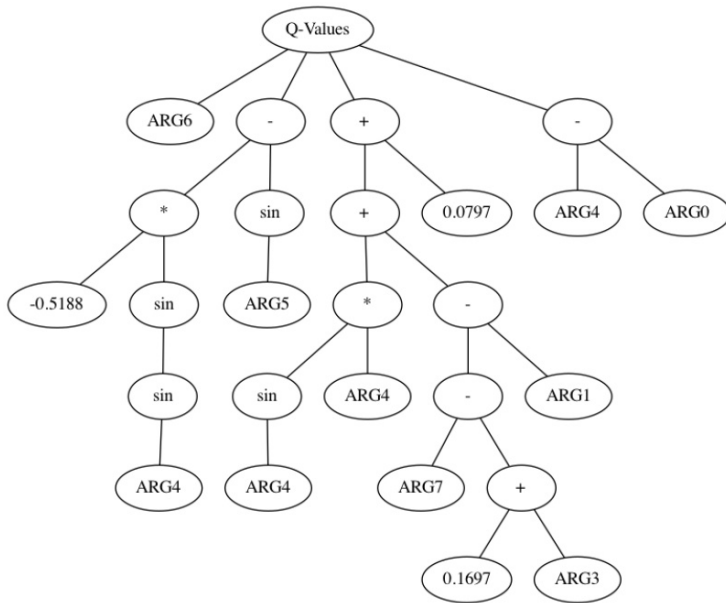 Q-Values
ARG6 - + -
* sin + 0.0797 ARG4 ARG0
-0.5188 sin ARG5 * -
sin sin ARG4 - ARG1
ARG4 ARG4 ARG7 +
0.1697 ARG3